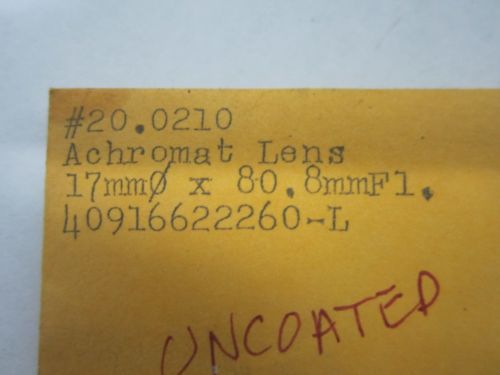 #20.0210
Achromat Lens
17mmØ x 80.8mmFl.
40916622260-L
UNCOATED